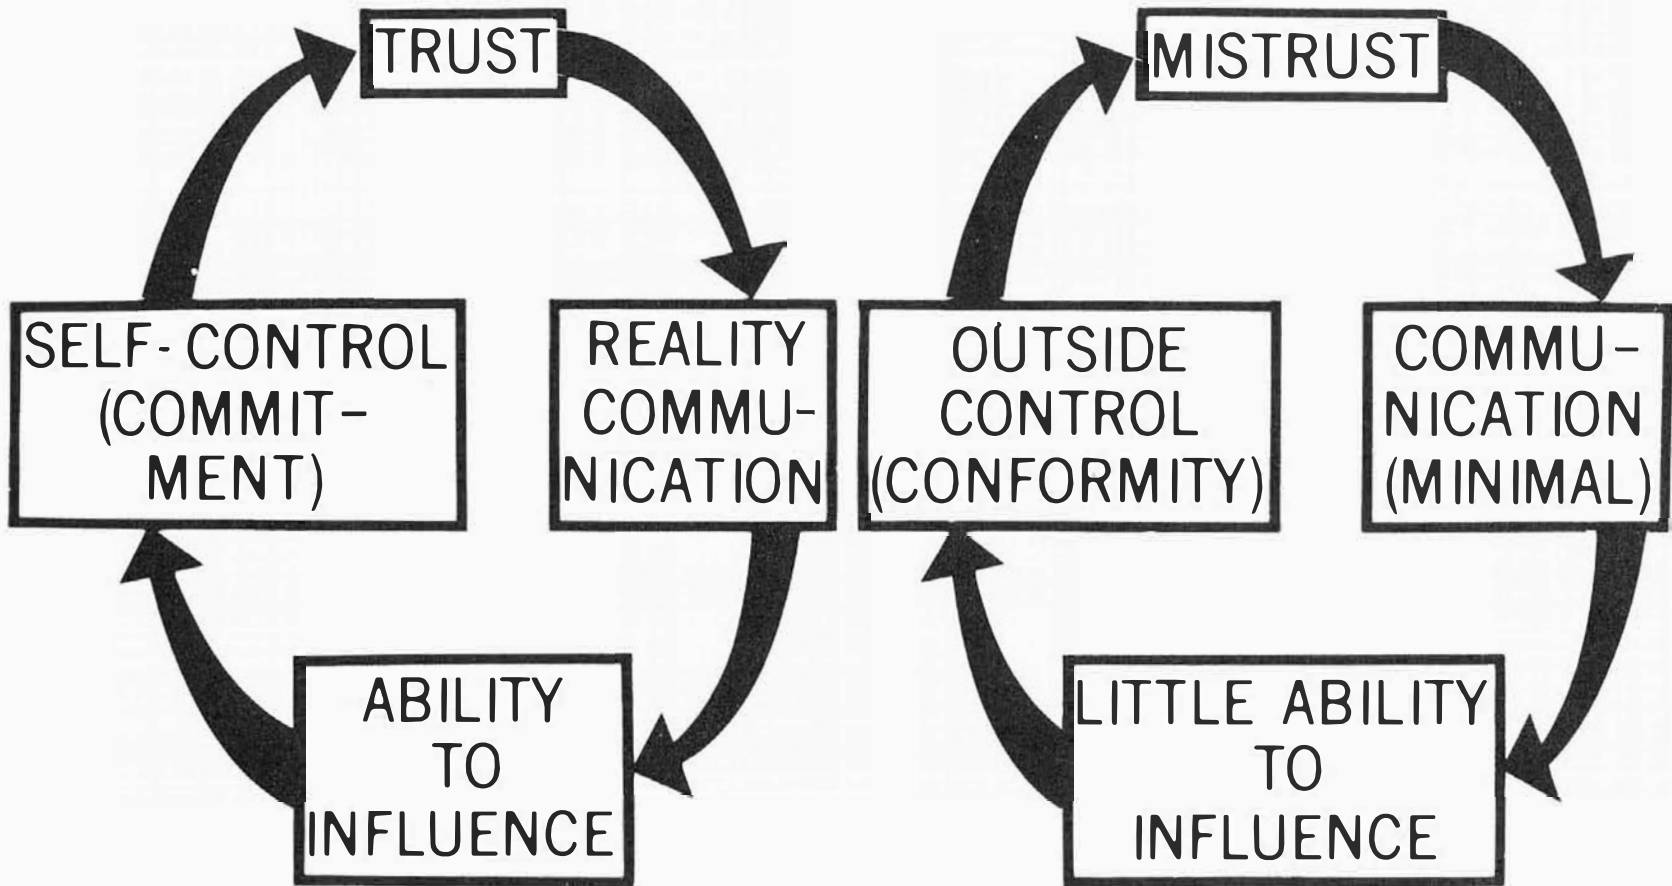 TRUST
REALITY
COMMU-
NICATION
ABILITY
TO
INFLUENCE
SELF-CONTROL
(COMMIT-
MENT)
MISTRUST
COMMU-
NICATION
(MINIMAL)
LITTLE ABILITY
TO
INFLUENCE
OUTSIDE
CONTROL
(CONFORMITY)